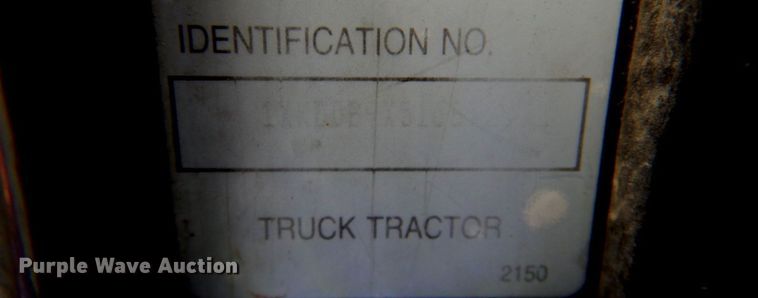 IDENTIFICATION NO.
TRUCK TRACTOR
2150
Purple Wave Auction